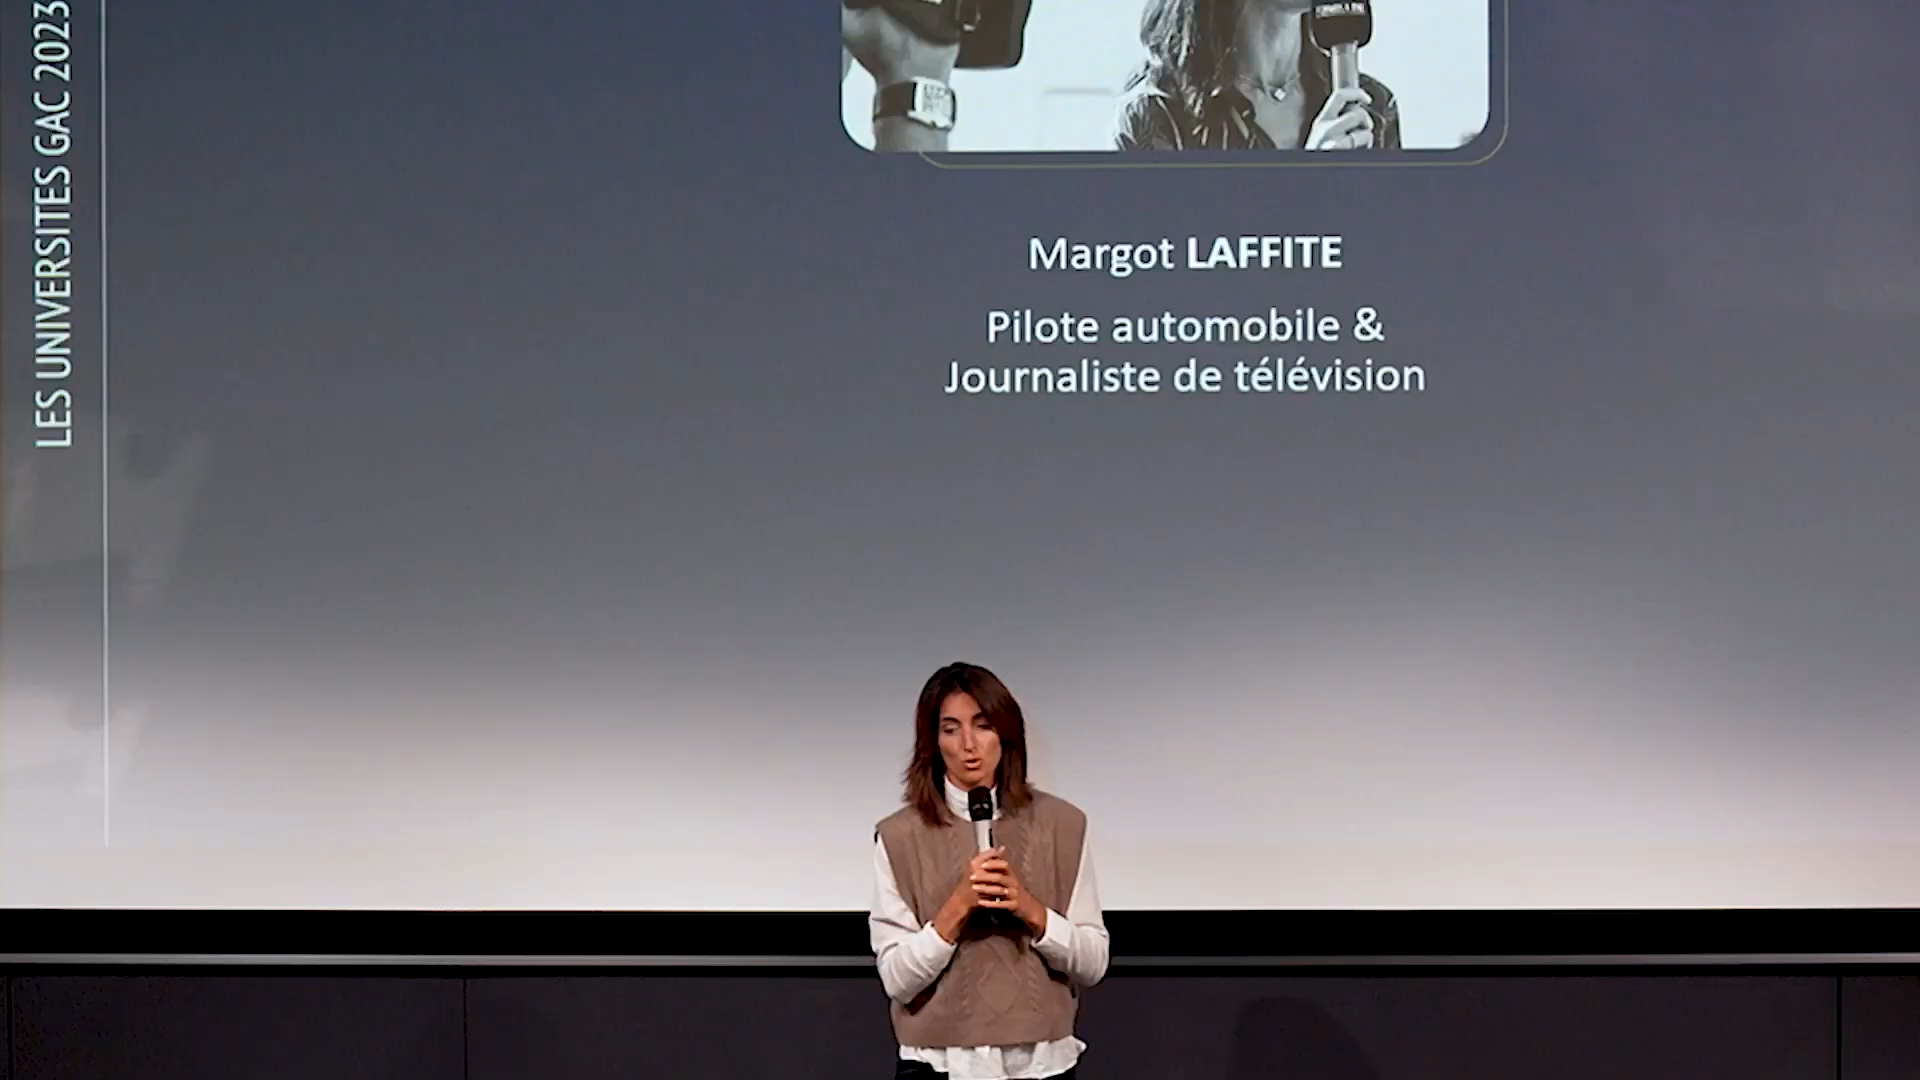 LES UNIVERSITES GAC 2023
Margot LAFFITE
Pilote automobile &
Journaliste de télévision